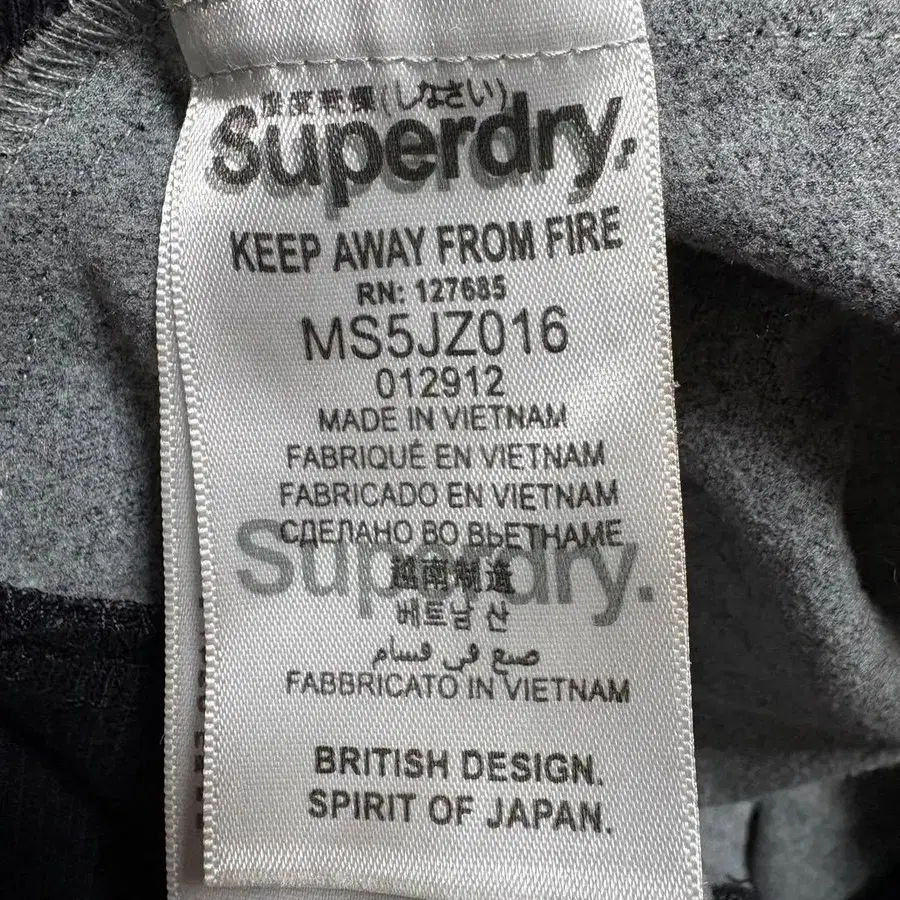 極度乾燥(しなさい)
Superdry.
KEEP AWAY FROM FIRE
RN: 127685
MS5JZ016
012912
MADE IN VIETNAM
FABRIQUÉ EN VIETNAM
FABRICADO EN VIETNAM
СДЕЛАНО ВО ВЬЕТНАМЕ
Superdry.
越南制造
베트남 산
صنع في فسام
FABBRICATO IN VIETNAM
BRITISH DESIGN.
SPIRIT OF JAPAN.